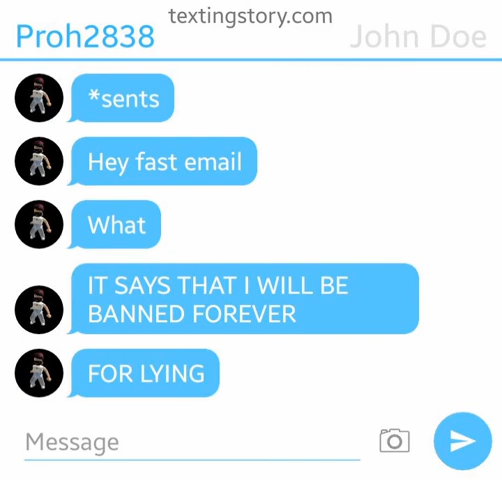 textingstory.com
Proh2838
John Doe
*sents
Hey fast email
What
IT SAYS THAT I WILL BE
BANNED FOREVER
FOR LYING
Message